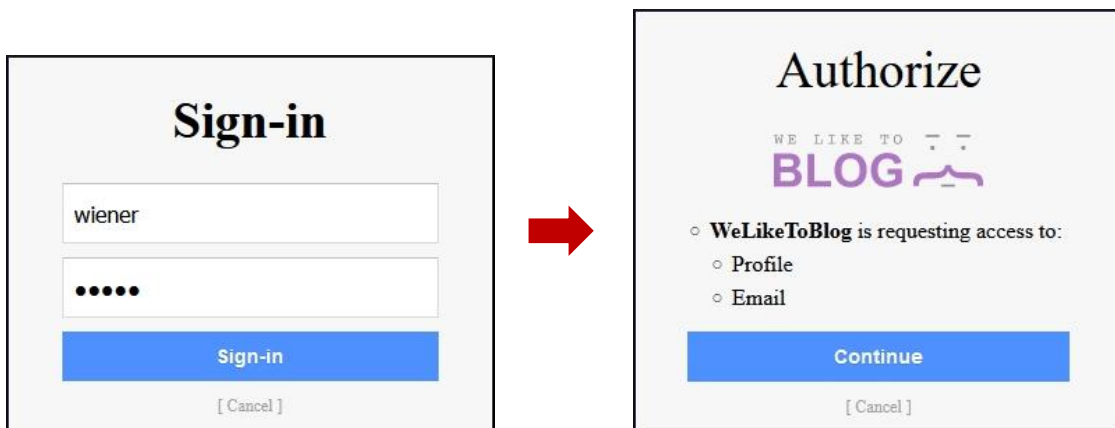 Sign-in
wiener
•••••
Sign-in
[ Cancel ]
Authorize
WE LIKE TO
BLOG
WeLikeToBlog is requesting access to:
Profile
Email
Continue
[ Cancel ]